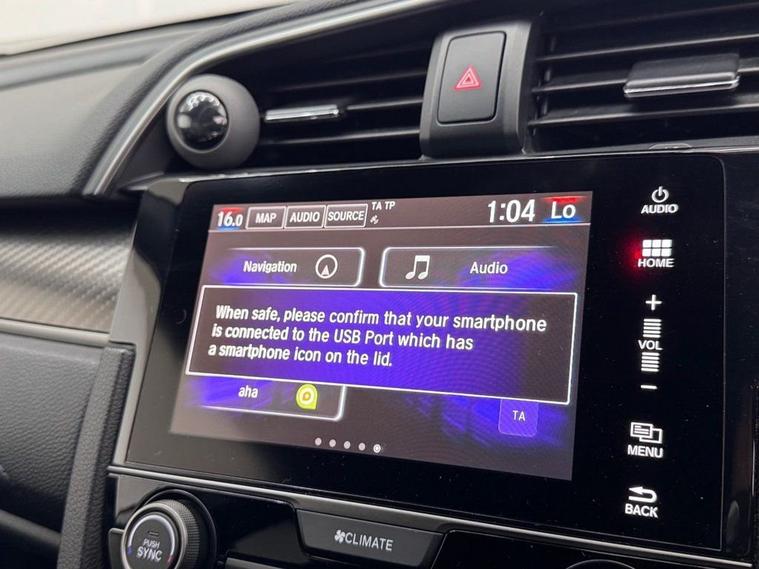 16.0 MAP AUDIO SOURCE TA TP 1:04 Lo
Navigation
Audio
When safe, please confirm that your smartphone
is connected to the USB Port which has
a smartphone icon on the lid.
aha
TA
AUDIO
HOME
+
VOL
−
MENU
BACK
PUSH
SYNC
CLIMATE